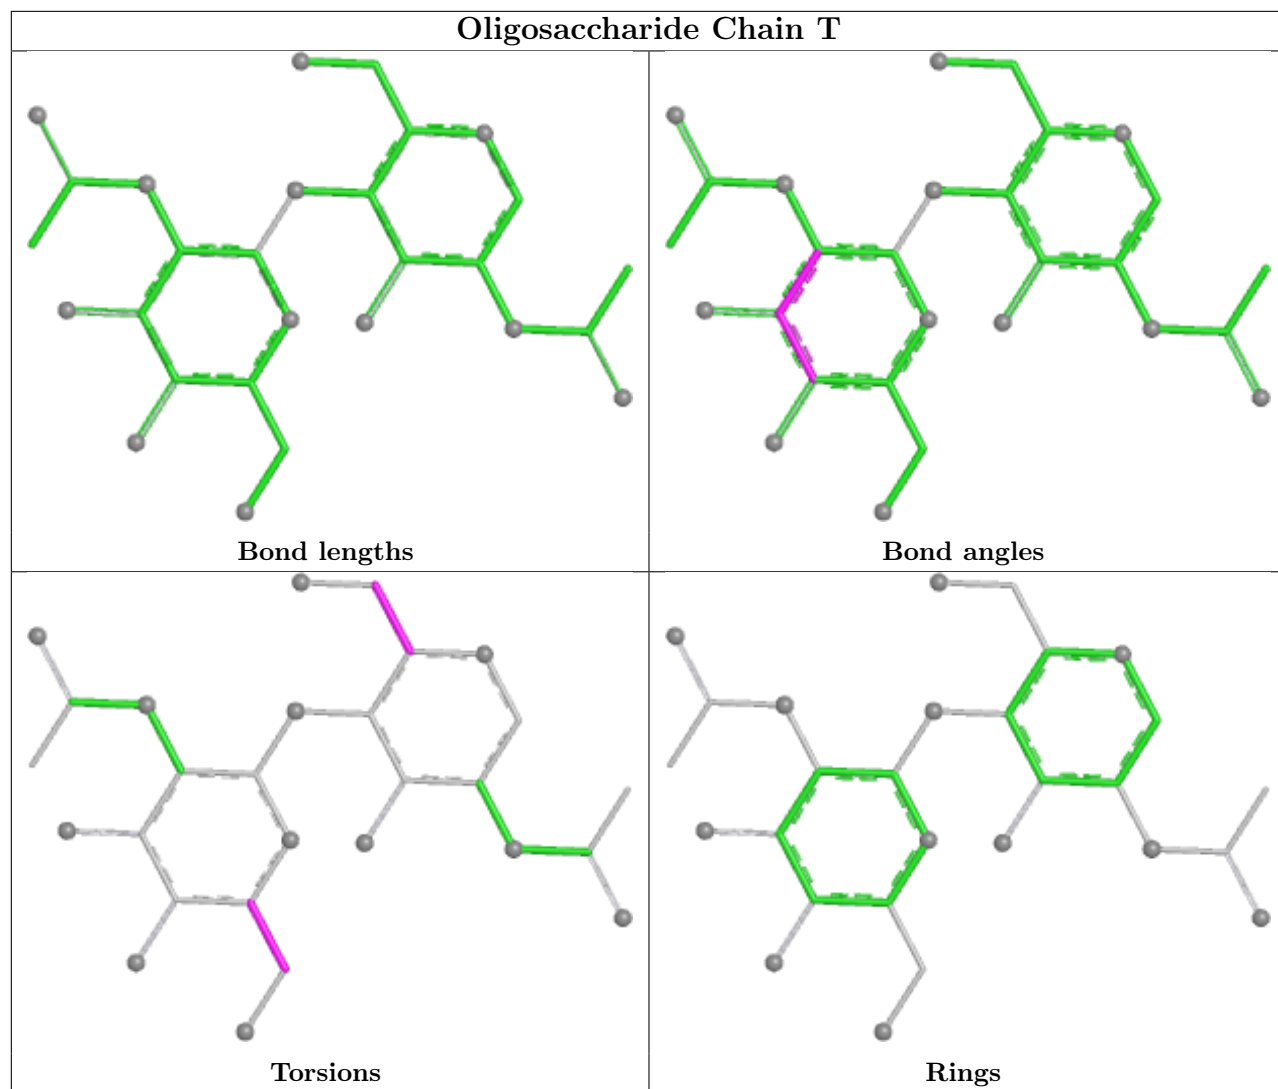 Oligosaccharide Chain T
Bond lengths
Bond angles
Torsions
Rings